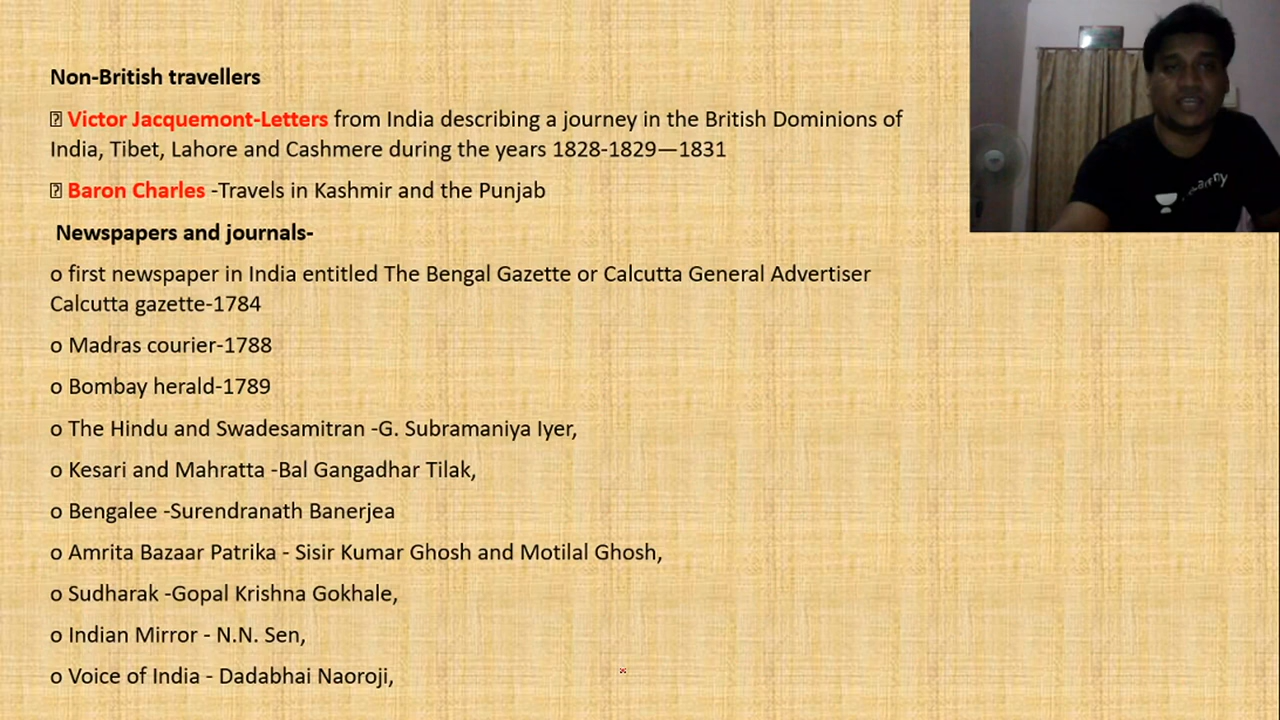 Non-British travellers
Victor Jacquemont-Letters from India describing a journey in the British Dominions of
India, Tibet, Lahore and Cashmere during the years 1828-1829—1831
Baron Charles -Travels in Kashmir and the Punjab
Newspapers and journals-
o first newspaper in India entitled The Bengal Gazette or Calcutta General Advertiser
Calcutta gazette-1784
o Madras courier-1788
o Bombay herald-1789
o The Hindu and Swadesamitran -G. Subramaniya Iyer,
o Kesari and Mahratta -Bal Gangadhar Tilak,
o Bengalee -Surendranath Banerjea
o Amrita Bazaar Patrika - Sisir Kumar Ghosh and Motilal Ghosh,
o Sudharak -Gopal Krishna Gokhale,
o Indian Mirror - N.N. Sen,
o Voice of India - Dadabhai Naoroji,